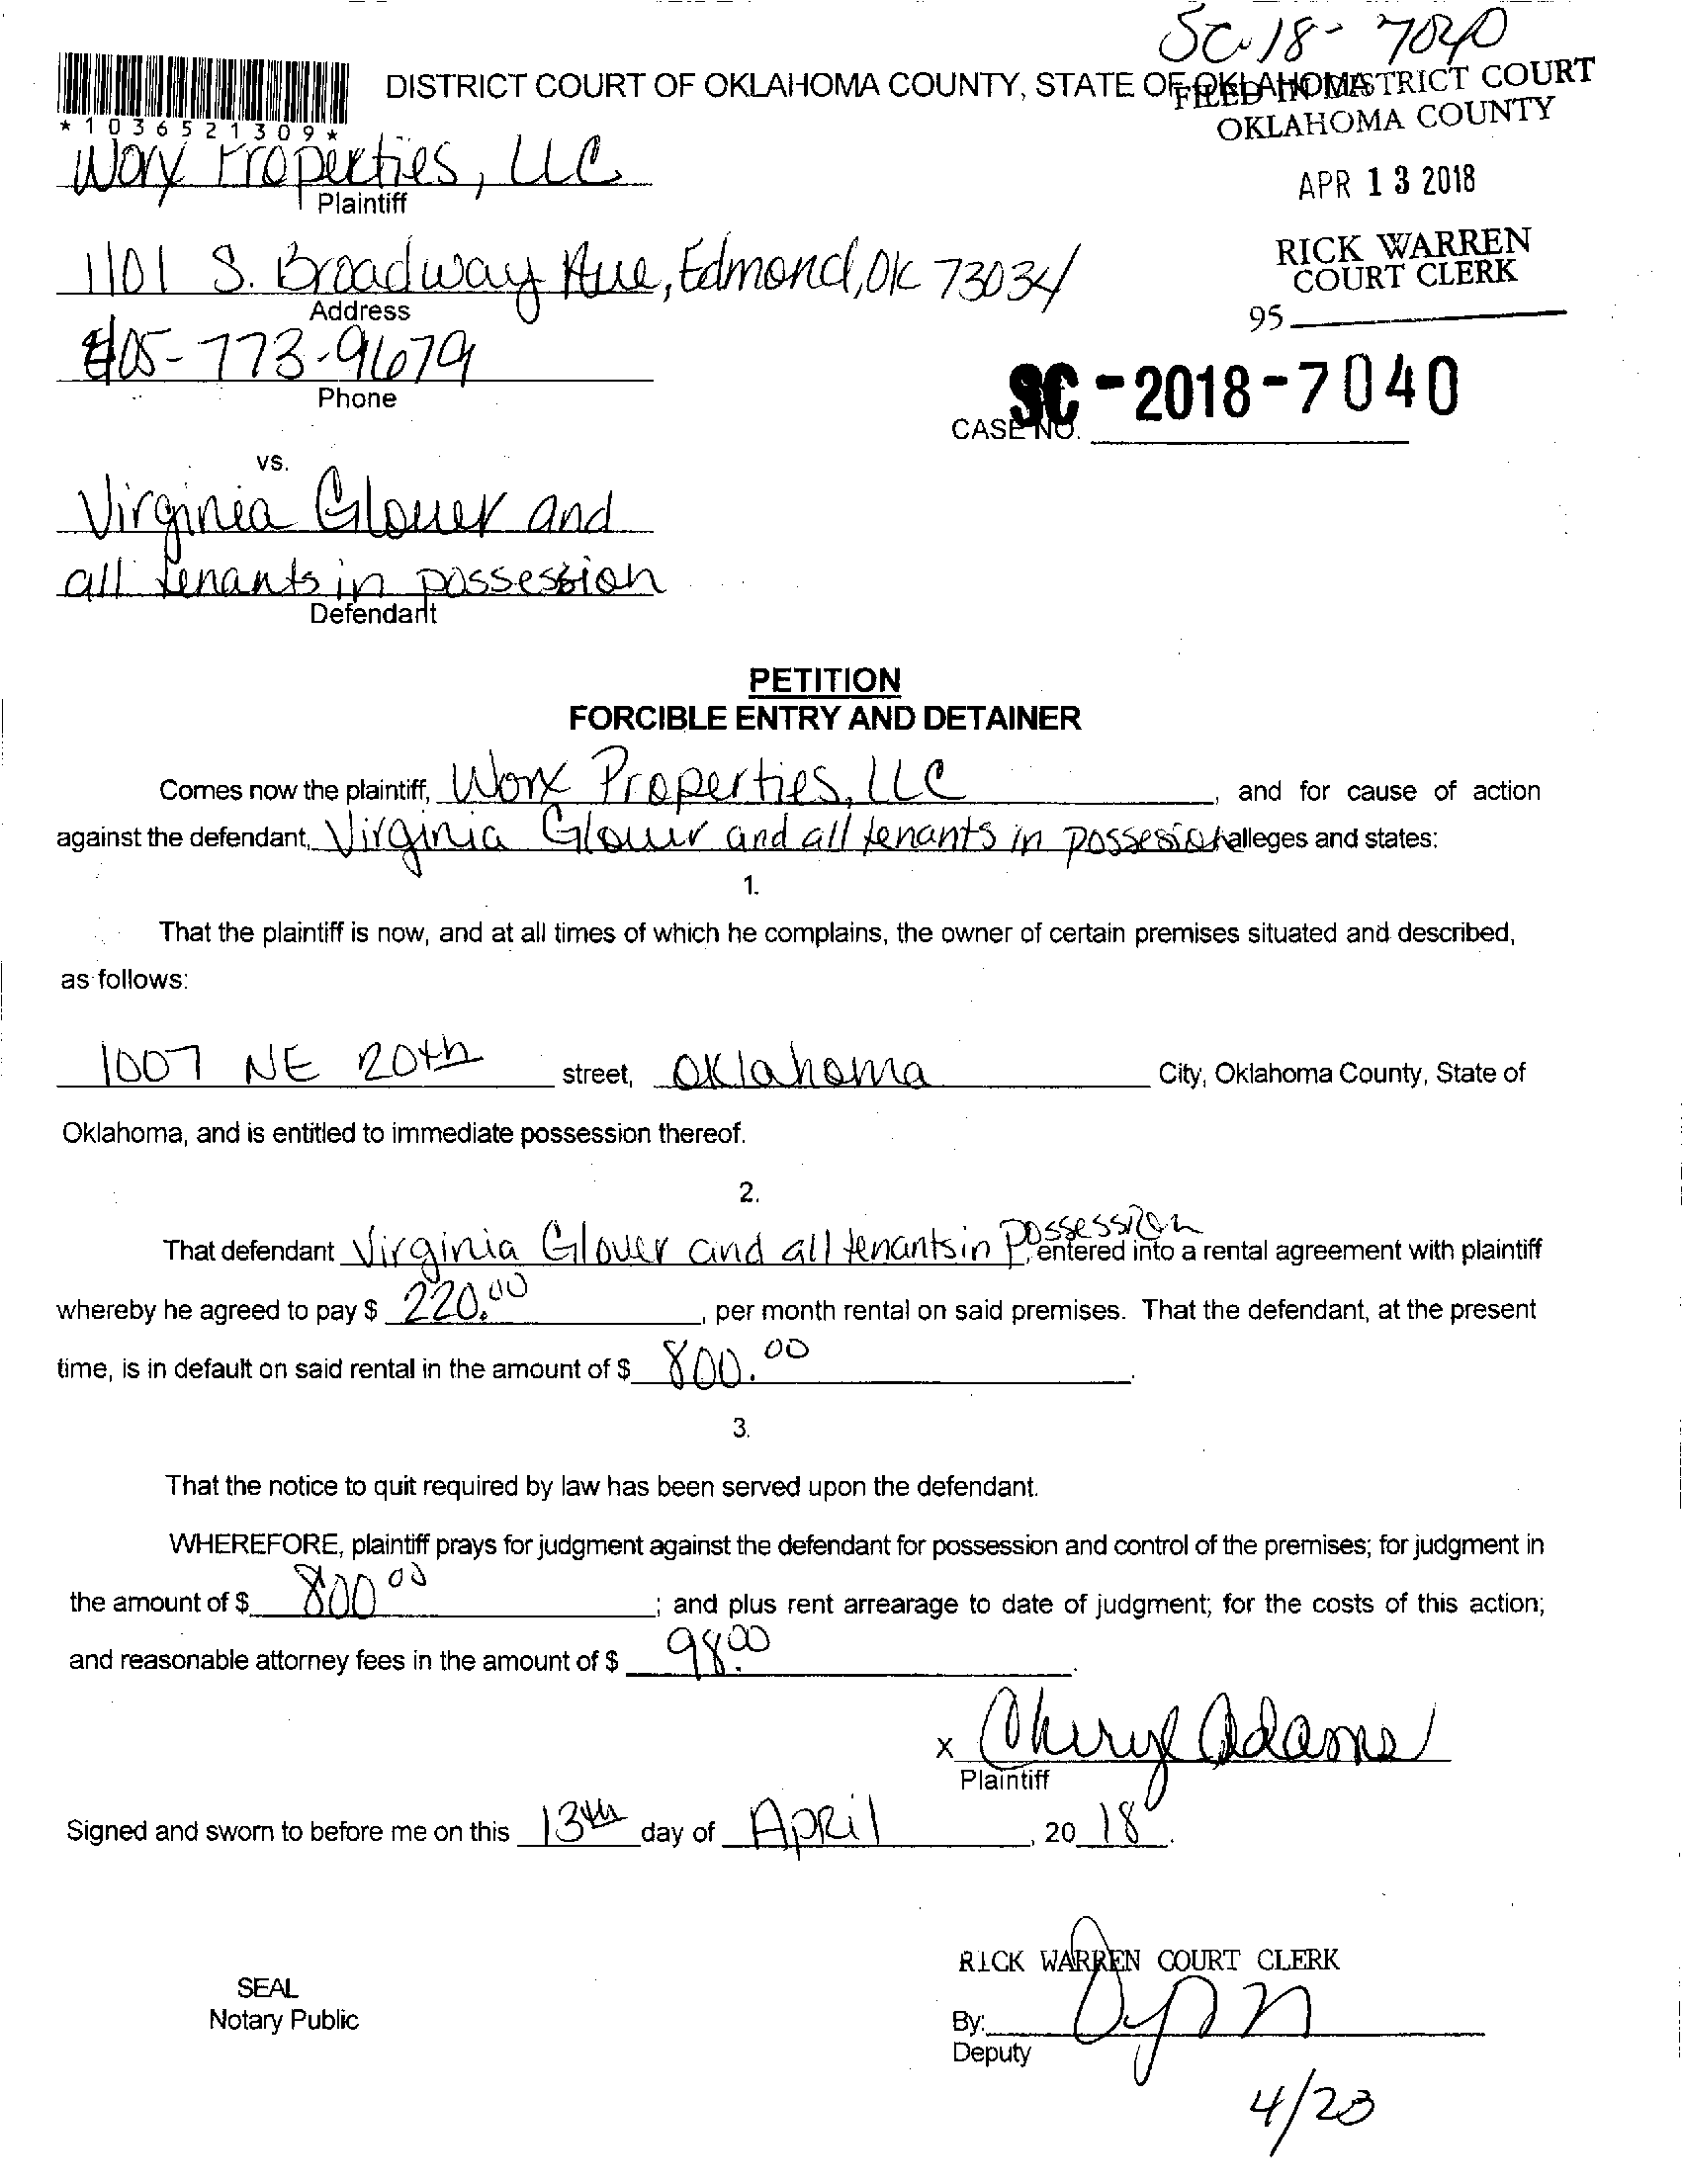 SC-18-7040
DISTRICT COURT OF OKLAHOMA COUNTY, STATE OF OKLAHOMA
FILED IN DISTRICT COURT
OKLAHOMA COUNTY
*1036521309*
Worx Properties, LLC
Plaintiff
APR 13 2018
1101 S. Broadway Ave, Edmond, OK 73034
Address
RICK WARREN
COURT CLERK
95
405-773-9679
Phone
SC-2018-7040
CASE NO.
vs.
Virginia Glover and
all tenants in possession
Defendant
PETITION
FORCIBLE ENTRY AND DETAINER
Comes now the plaintiff, Worx Properties, LLC, and for cause of action
against the defendant, Virginia Glover and all tenants in possession alleges and states:
1.
That the plaintiff is now, and at all times of which he complains, the owner of certain premises situated and described,
as follows:
1007 NE 20th street, Oklahoma City, Oklahoma County, State of
Oklahoma, and is entitled to immediate possession thereof.
2.
That defendant Virginia Glover and all tenants in possession, entered into a rental agreement with plaintiff
whereby he agreed to pay $ 220.00, per month rental on said premises. That the defendant, at the present
time, is in default on said rental in the amount of $ 800.00.
3.
That the notice to quit required by law has been served upon the defendant.
WHEREFORE, plaintiff prays for judgment against the defendant for possession and control of the premises; for judgment in
the amount of $ 800 00; and plus rent arrearage to date of judgment; for the costs of this action;
and reasonable attorney fees in the amount of $ 98.00.
x Cheryl Adams
Plaintiff
Signed and sworn to before me on this 13th day of April, 20 18.
RICK WARREN COURT CLERK
SEAL
Notary Public
By:
Deputy
4/23